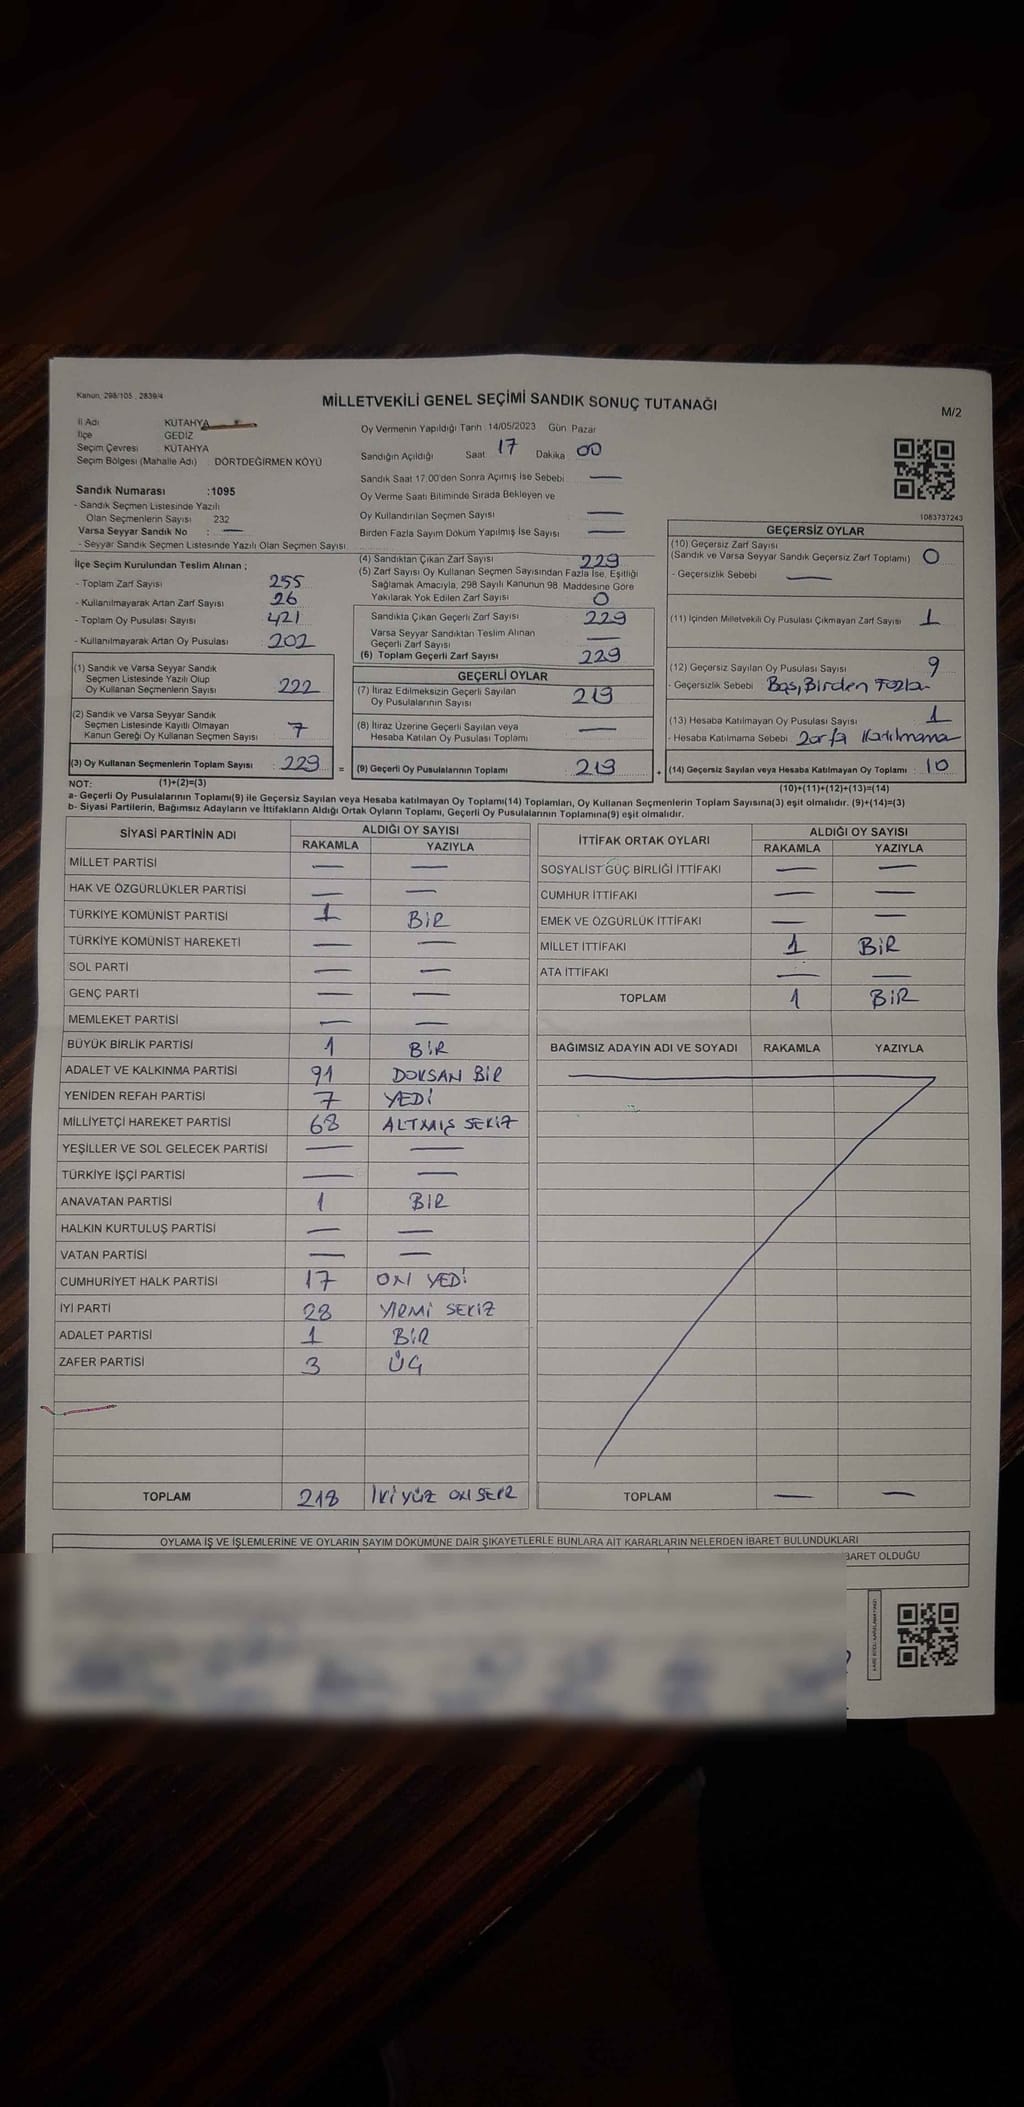 Kanun, 298/105 , 2839/4
MİLLETVEKİLİ GENEL SEÇİMİ SANDIK SONUÇ TUTANAĞI
M/2
İl Adı KÜTAHYA
İlçe GEDİZ
Seçim Çevresi KÜTAHYA
Seçim Bölgesi (Mahalle Adı) : DÖRTDEĞİRMEN KÖYÜ
Sandık Numarası :1095
- Sandık Seçmen Listesinde Yazılı
Olan Seçmenlerin Sayısı 232
Varsa Seyyar Sandık No : —
- Seyyar Sandık Seçmen Listesinde Yazılı Olan Seçmen Sayısı
İlçe Seçim Kurulundan Teslim Alınan ;
- Toplam Zarf Sayısı 255
- Kullanılmayarak Artan Zarf Sayısı 26
- Toplam Oy Pusulası Sayısı 421
- Kullanılmayarak Artan Oy Pusulası 202
(1) Sandık ve Varsa Seyyar Sandık
Seçmen Listesinde Yazılı Olup
Oy Kullanan Seçmenlerin Sayısı 222
(2) Sandık ve Varsa Seyyar Sandık
Seçmen Listesinde Kayıtlı Olmayan
Kanun Gereği Oy Kullanan Seçmen Sayısı 7
(3) Oy Kullanan Seçmenlerin Toplam Sayısı 229 =
Oy Vermenin Yapıldığı Tarih 14/05/2023 Gün Pazar
Sandığın Açıldığı Saat 17 Dakika 00
Sandık Saat 17.00'den Sonra Açılmış İse Sebebi —
Oy Verme Saati Bitiminde Sırada Bekleyen ve
Oy Kullandırılan Seçmen Sayısı —
Birden Fazla Sayım Döküm Yapılmış İse Sayısı —
(4) Sandıktan Çıkan Zarf Sayısı 229
(5) Zarf Sayısı Oy Kullanan Seçmen Sayısından Fazla İse, Eşitliği
Sağlamak Amacıyla, 298 Sayılı Kanunun 98. Maddesine Göre
Yakılarak Yok Edilen Zarf Sayısı 0
Sandıkta Çıkan Geçerli Zarf Sayısı 229
Varsa Seyyar Sandıktan Teslim Alınan
Geçerli Zarf Sayısı —
(6) Toplam Geçerli Zarf Sayısı 229
GEÇERLİ OYLAR
(7) İtiraz Edilmeksizin Geçerli Sayılan
Oy Pusulalarının Sayısı 219
(8) İtiraz Üzerine Geçerli Sayılan veya
Hesaba Katılan Oy Pusulası Toplamı —
(9) Geçerli Oy Pusulalarının Toplamı 219 +
1083737243
GEÇERSİZ OYLAR
(10) Geçersiz Zarf Sayısı
(Sandık ve Varsa Seyyar Sandık Geçersiz Zarf Toplamı) 0
- Geçersizlik Sebebi —
(11) İçinden Milletvekili Oy Pusulası Çıkmayan Zarf Sayısı 1
(12) Geçersiz Sayılan Oy Pusulası Sayısı 9
- Geçersizlik Sebebi Boş, Birden Fazla
(13) Hesaba Katılmayan Oy Pusulası Sayısı 1
- Hesaba Katılmama Sebebi Zarfa Katılmama
(14) Geçersiz Sayılan veya Hesaba Katılmayan Oy Toplamı 10
NOT: (1)+(2)=(3)
(10)+(11)+(12)+(13)=(14)
a- Geçerli Oy Pusulalarının Toplamı(9) ile Geçersiz Sayılan veya Hesaba katılmayan Oy Toplamı(14) Toplamları, Oy Kullanan Seçmenlerin Toplam Sayısına(3) eşit olmalıdır. (9)+(14)=(3)
b- Siyasi Partilerin, Bağımsız Adayların ve İttifakların Aldığı Ortak Oyların Toplamı, Geçerli Oy Pusulalarının Toplamına(9) eşit olmalıdır.
SİYASİ PARTİNİN ADI ALDIĞI OY SAYISI
RAKAMLA YAZIYLA
MİLLET PARTİSİ — —
HAK VE ÖZGÜRLÜKLER PARTİSİ — —
TÜRKİYE KOMÜNİST PARTİSİ 1 BİR
TÜRKİYE KOMÜNİST HAREKETİ — —
SOL PARTİ — —
GENÇ PARTİ — —
MEMLEKET PARTİSİ — —
BÜYÜK BİRLİK PARTİSİ 1 BİR
ADALET VE KALKINMA PARTİSİ 91 DOKSAN BİR
YENİDEN REFAH PARTİSİ 7 YEDİ
MİLLİYETÇİ HAREKET PARTİSİ 68 ALTMIŞ SEKİZ
YEŞİLLER VE SOL GELECEK PARTİSİ — —
TÜRKİYE İŞÇİ PARTİSİ — —
ANAVATAN PARTİSİ 1 BİR
HALKIN KURTULUŞ PARTİSİ — —
VATAN PARTİSİ — —
CUMHURİYET HALK PARTİSİ 17 ON YEDİ
İYİ PARTİ 28 YİRMİ SEKİZ
ADALET PARTİSİ 1 BİR
ZAFER PARTİSİ 3 ÜÇ
TOPLAM 218 İKİ YÜZ ON SEKİZ
İTTİFAK ORTAK OYLARI ALDIĞI OY SAYISI
RAKAMLA YAZIYLA
SOSYALİST GÜÇ BİRLİĞİ İTTİFAKI — —
CUMHUR İTTİFAKI — —
EMEK VE ÖZGÜRLÜK İTTİFAKI — —
MİLLET İTTİFAKI 1 BİR
ATA İTTİFAKI — —
TOPLAM 1 BİR
BAĞIMSIZ ADAYIN ADI VE SOYADI RAKAMLA YAZIYLA
TOPLAM — —
OYLAMA İŞ VE İŞLEMLERİNE VE OYLARIN SAYIM DÖKÜMÜNE DAİR ŞİKAYETLERLE BUNLARA AİT KARARLARIN NELERDEN İBARET BULUNDUKLARI
İBARET OLDUĞU